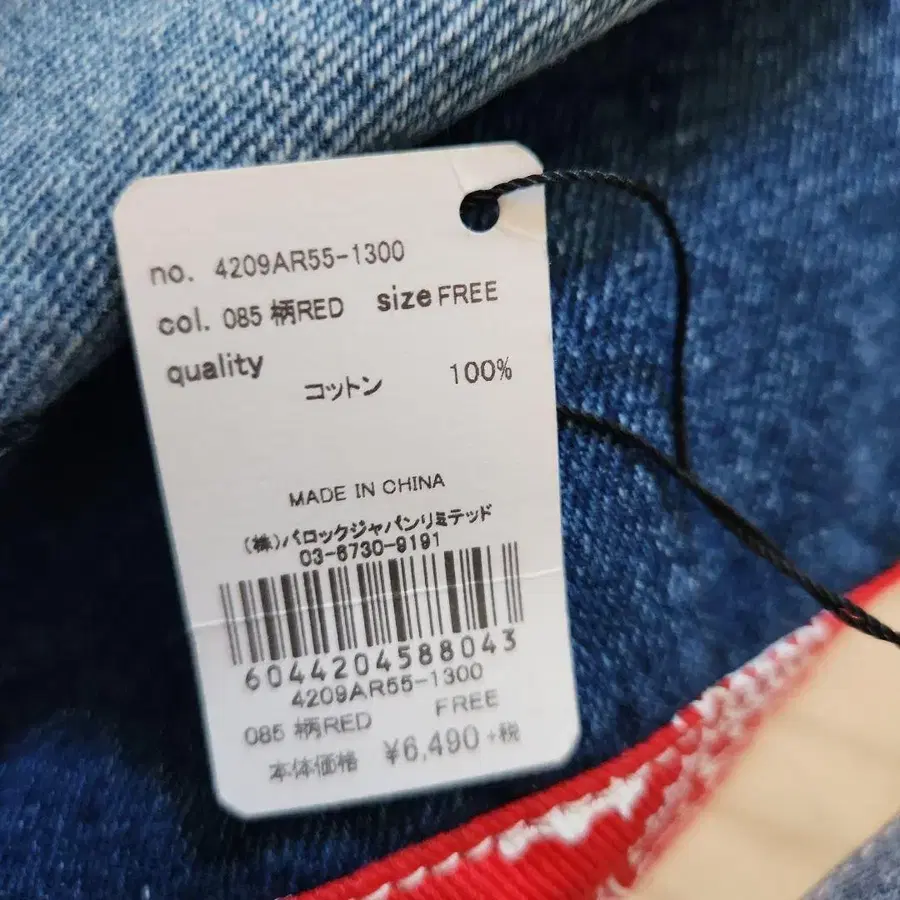 no. 4209AR55-1300
col. 085 柄RED size FREE
quality
コットン 100%
MADE IN CHINA
(株)バロックジャパンリミテッド
03-6730-9191
6044204588043
4209AR55-1300
085 柄RED FREE
本体価格 ¥6,490+税